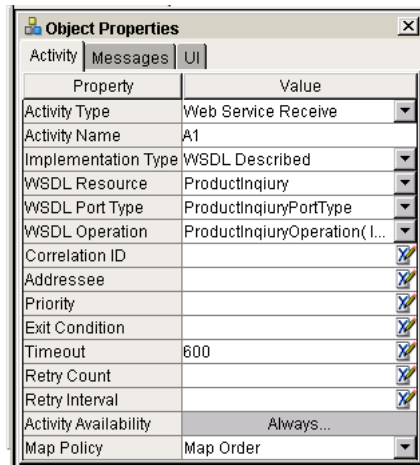 Object Properties
Activity Messages UI
Property Value
Activity Type Web Service Receive
Activity Name A1
Implementation Type WSDL Described
WSDL Resource ProductInqiury
WSDL Port Type ProductInqiuryPortType
WSDL Operation ProductInqiuryOperation( I...
Correlation ID
Addressee
Priority
Exit Condition
Timeout 600
Retry Count
Retry Interval
Activity Availability Always...
Map Policy Map Order